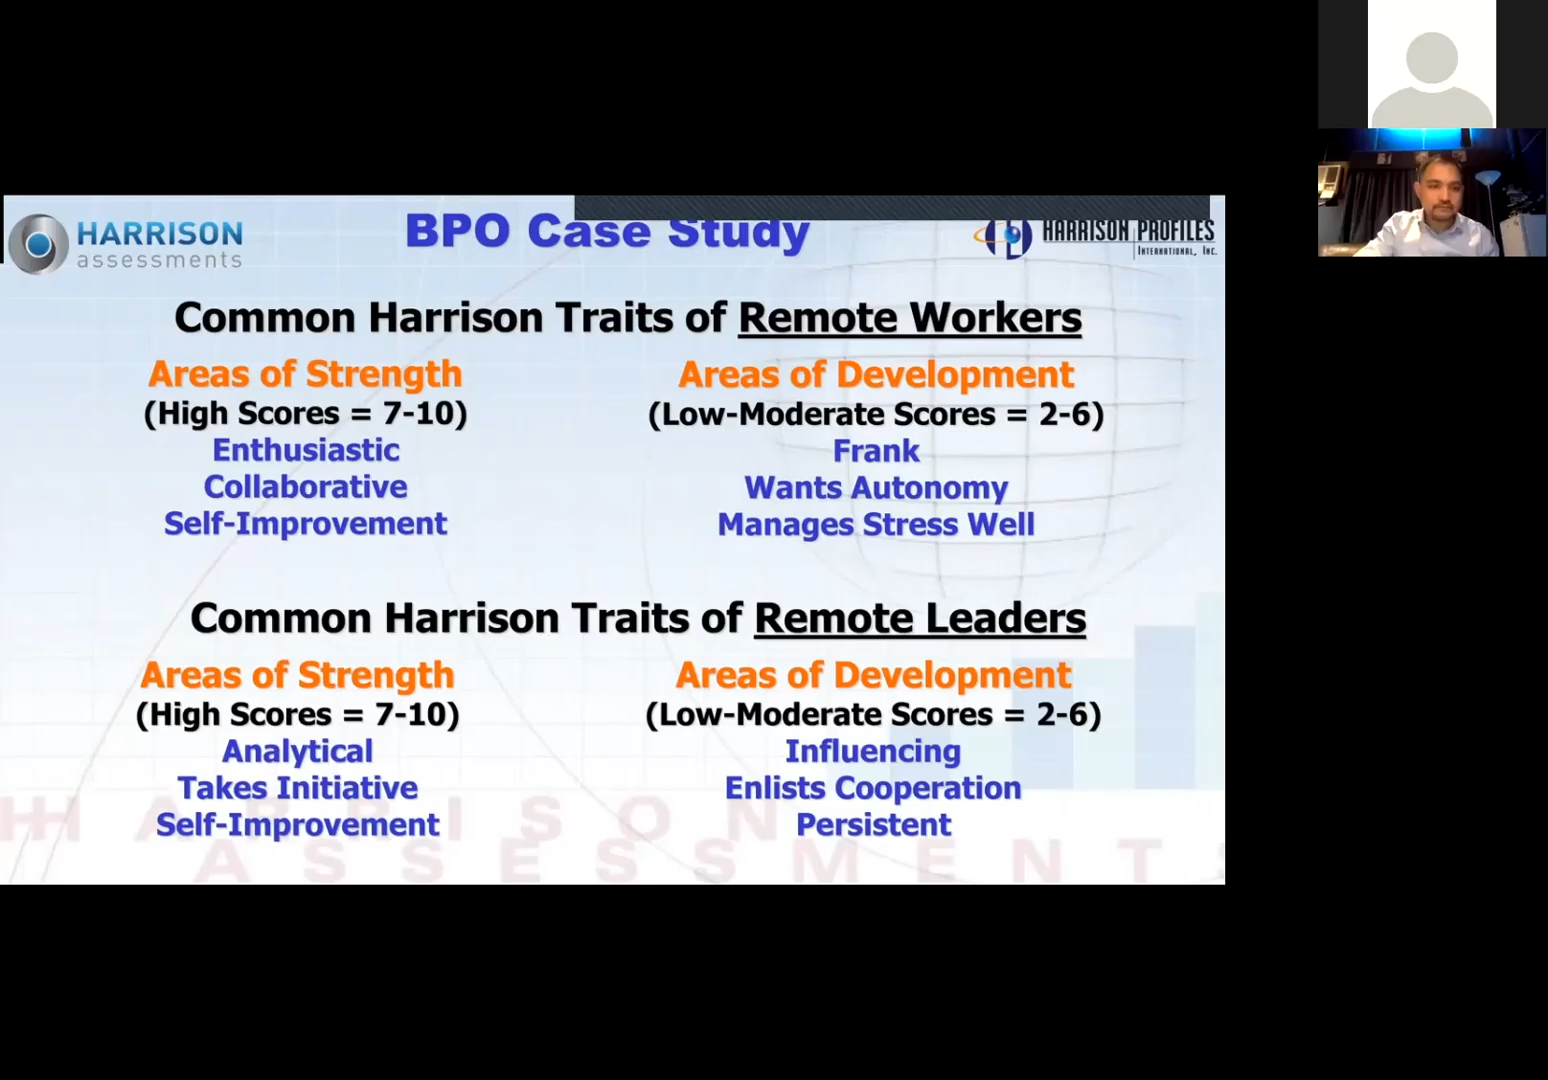 HARRISON
assessments
BPO Case Study
HARRISON PROFILES
INTERNATIONAL, INC.
Common Harrison Traits of Remote Workers
Areas of Strength
(High Scores = 7-10)
Enthusiastic
Collaborative
Self-Improvement
Areas of Development
(Low-Moderate Scores = 2-6)
Frank
Wants Autonomy
Manages Stress Well
Common Harrison Traits of Remote Leaders
Areas of Strength
(High Scores = 7-10)
Analytical
Takes Initiative
Self-Improvement
Areas of Development
(Low-Moderate Scores = 2-6)
Influencing
Enlists Cooperation
Persistent
HARRISON
ASSESSMENTS